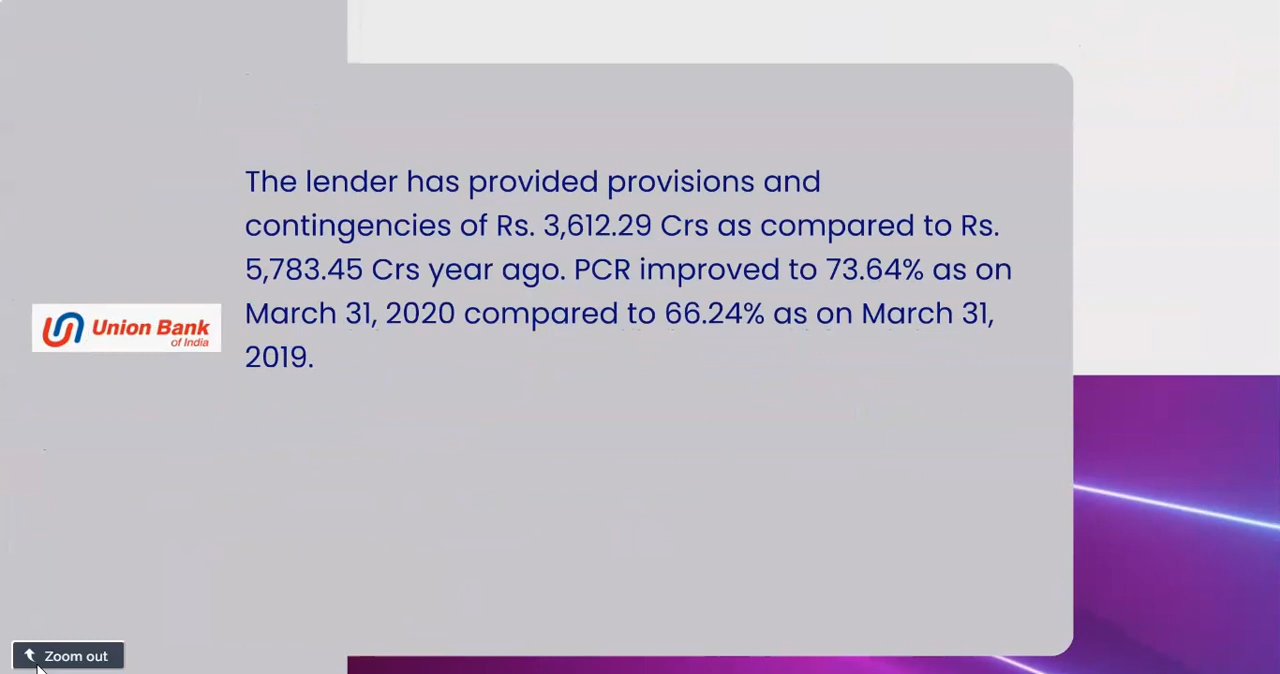 The lender has provided provisions and
contingencies of Rs. 3,612.29 Crs as compared to Rs.
5,783.45 Crs year ago. PCR improved to 73.64% as on
March 31, 2020 compared to 66.24% as on March 31,
2019.
Union Bank
of India
Zoom out